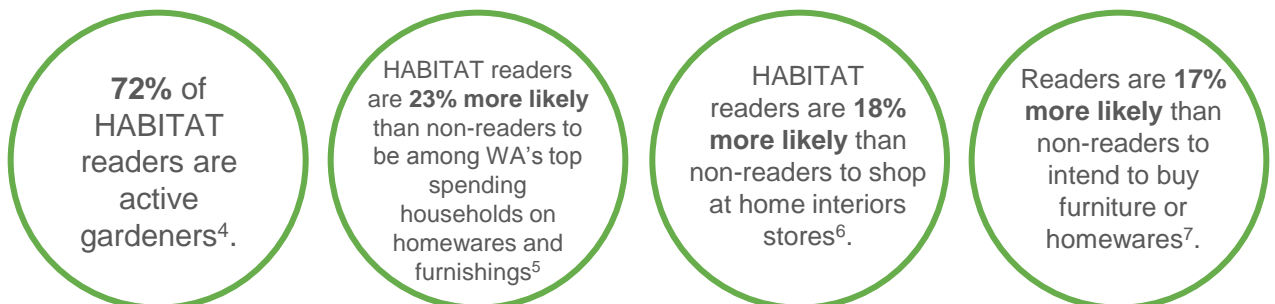 72% of
HABITAT
readers are
active
gardeners⁴.
HABITAT readers
are 23% more likely
than non-readers to
be among WA's top
spending
households on
homewares and
furnishings⁵
HABITAT
readers are 18%
more likely than
non-readers to shop
at home interiors
stores⁶.
Readers are 17%
more likely than
non-readers to
intend to buy
furniture or
homewares⁷.